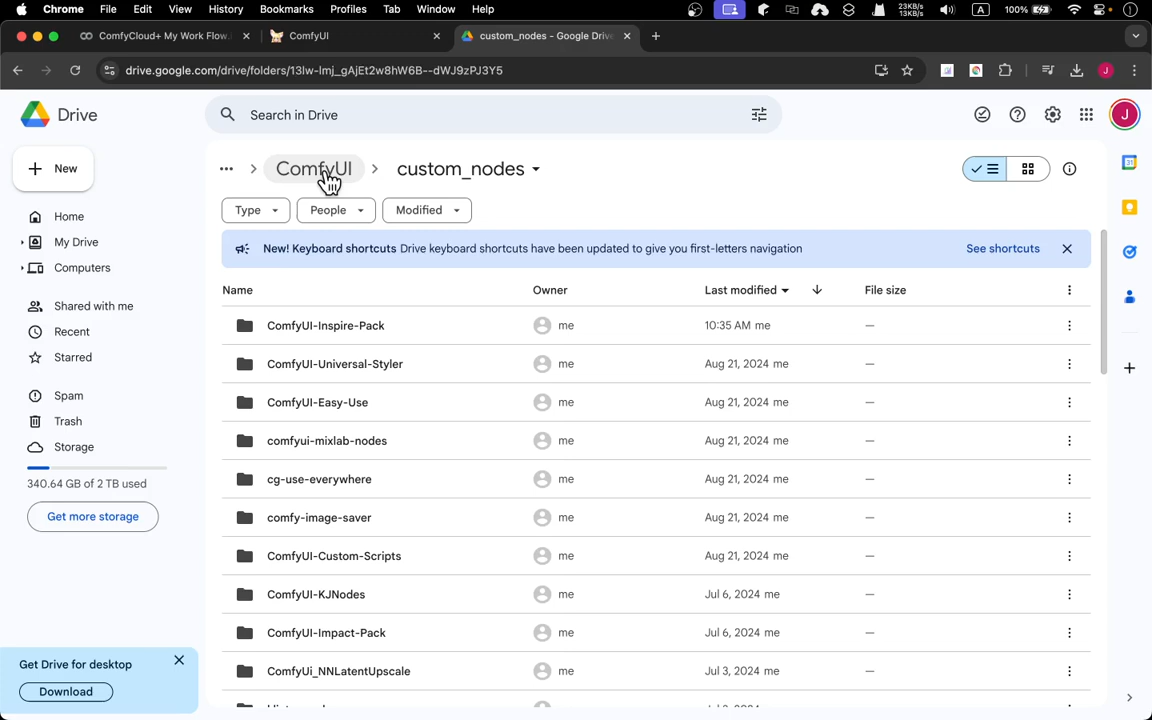 Chrome File Edit View History Bookmarks Profiles Tab Window Help 23KB/s 13KB/s A 100%
ComfyCloud+ My Work Flow. ComfyUI custom_nodes - Google Drive
drive.google.com/drive/folders/13lw-lmj_gAjEt2w8hW6B--dWJ9zPJ3Y5 J
Drive Search in Drive J
New ... ComfyUI custom_nodes
Type People Modified
Home
My Drive
Computers
Shared with me
Recent
Starred
Spam
Trash
Storage
340.64 GB of 2 TB used
Get more storage
Get Drive for desktop
Download
New! Keyboard shortcuts Drive keyboard shortcuts have been updated to give you first-letters navigation See shortcuts
Name Owner Last modified File size
ComfyUI-Inspire-Pack me 10:35 AM me —
ComfyUI-Universal-Styler me Aug 21, 2024 me —
ComfyUI-Easy-Use me Aug 21, 2024 me —
comfyui-mixlab-nodes me Aug 21, 2024 me —
cg-use-everywhere me Aug 21, 2024 me —
comfy-image-saver me Aug 21, 2024 me —
ComfyUI-Custom-Scripts me Aug 21, 2024 me —
ComfyUI-KJNodes me Jul 6, 2024 me —
ComfyUI-Impact-Pack me Jul 6, 2024 me —
ComfyUi_NNLatentUpscale me Jul 3, 2024 me —